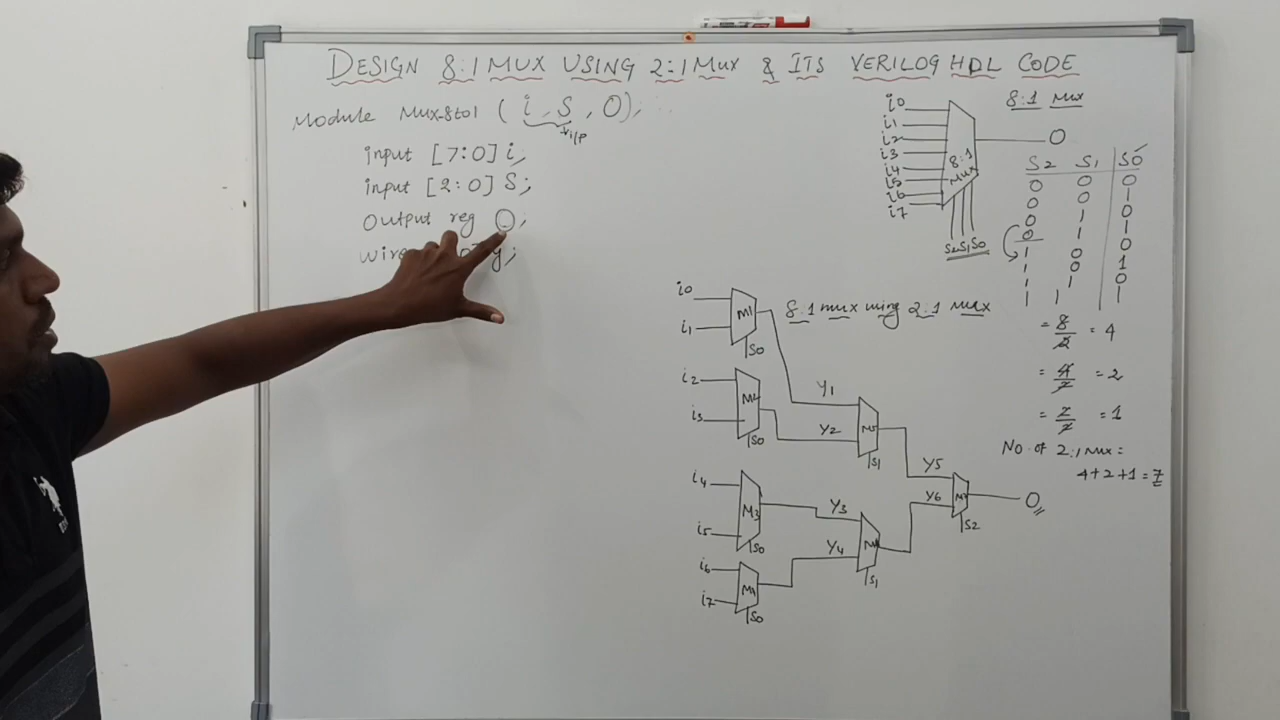 DESIGN 8:1 MUX USING 2:1 MUX & ITS VERILOG HDL CODE
Module Mux-8to1 ( i, S, O);
i/p
input [7:0] i,
input [2:0] S;
output reg O;
wire y;
8:1 Mux
i0
i1
i2
i3
i4
i5
i6
i7
8:1
MUX
O
S2 S1 S0
S2 S1 S0
0 0 0
0 0 1
0 1 0
0 1 1
1 0 0
1 0 1
1 1 0
1 1 1
8:1 mux using 2:1 Mux
i0
i1
M1
S0
i2
i3
M2
S0
i4
i5
M3
S0
i6
i7
M4
S0
Y1
Y2
M5
S1
Y3
Y4
S1
Y5
Y6
S2
O
= 8/2 = 4
= 4/2 = 2
= 2/2 = 1
No of 2:1 Mux =
4+2+1 = 7